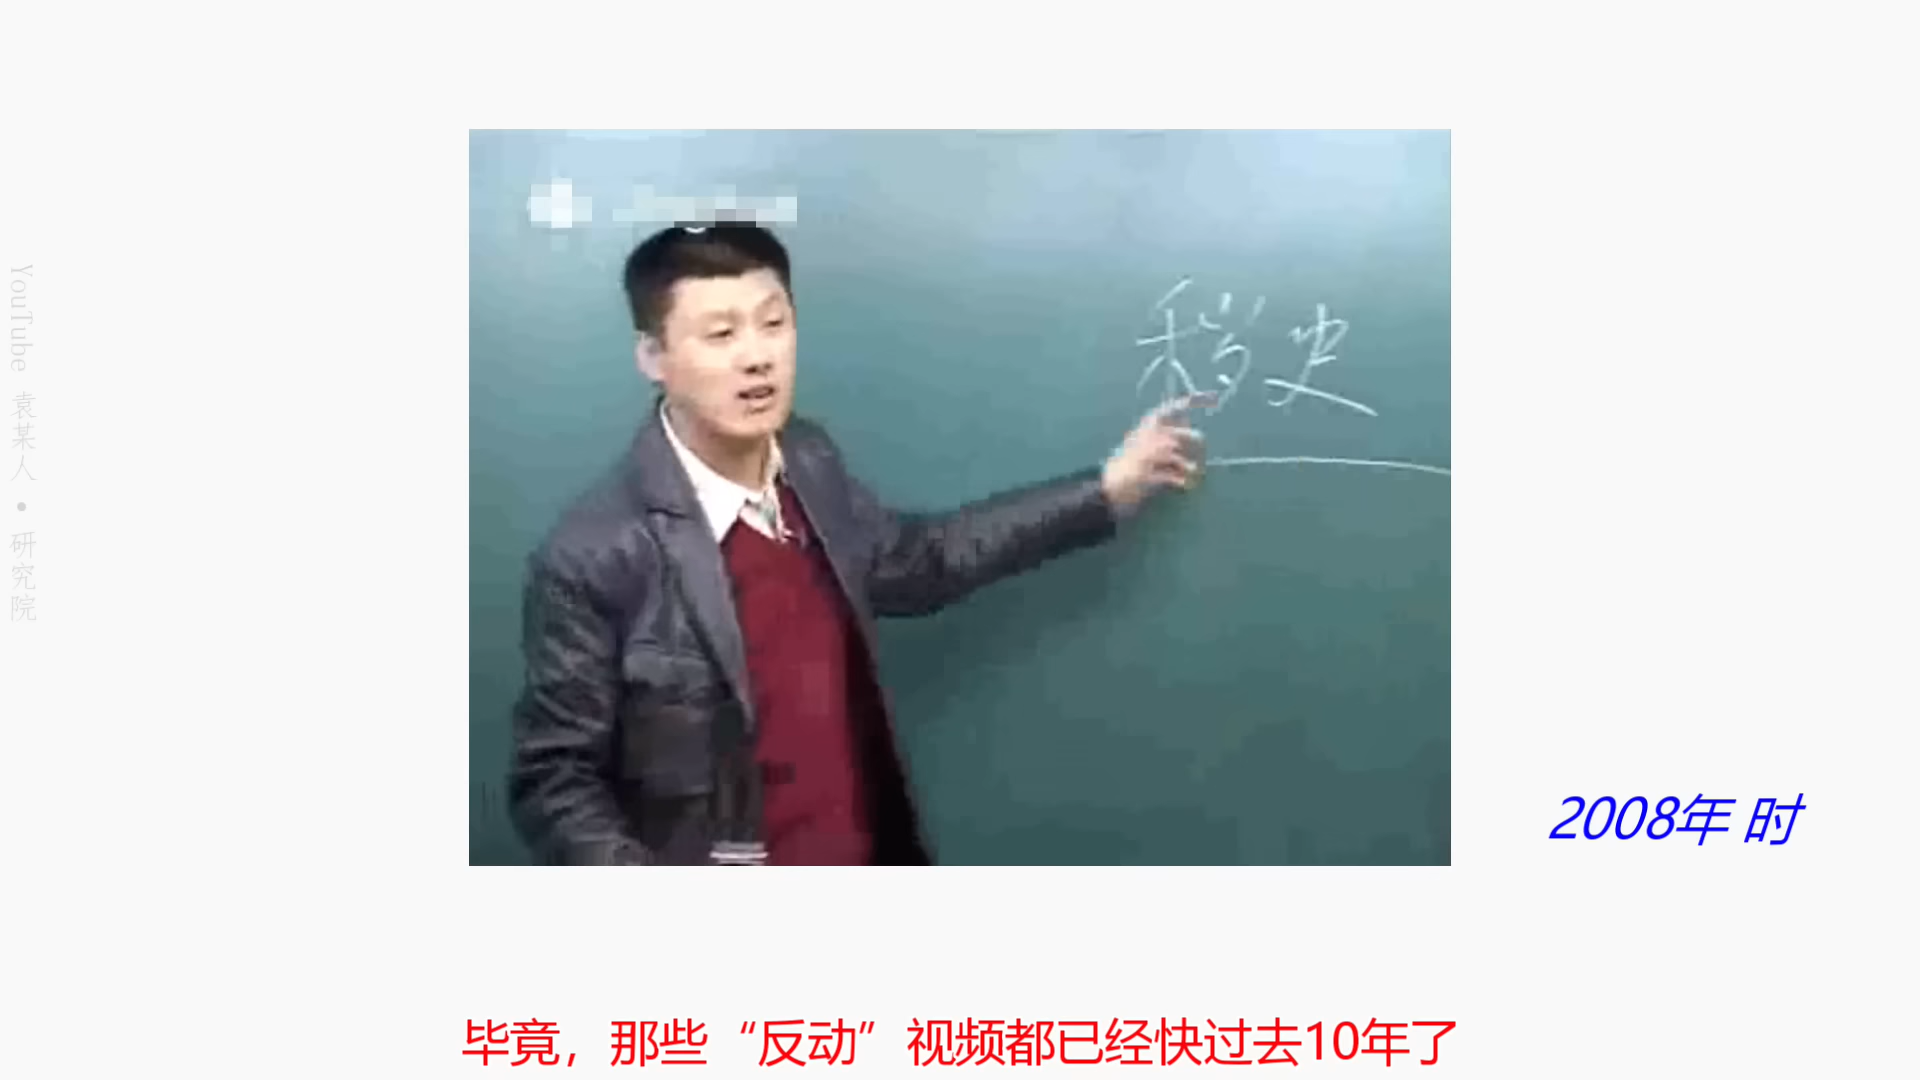 YouTube 袁某人 • 研究院
秽史
2008年 时
毕竟，那些“反动”视频都已经快过去10年了